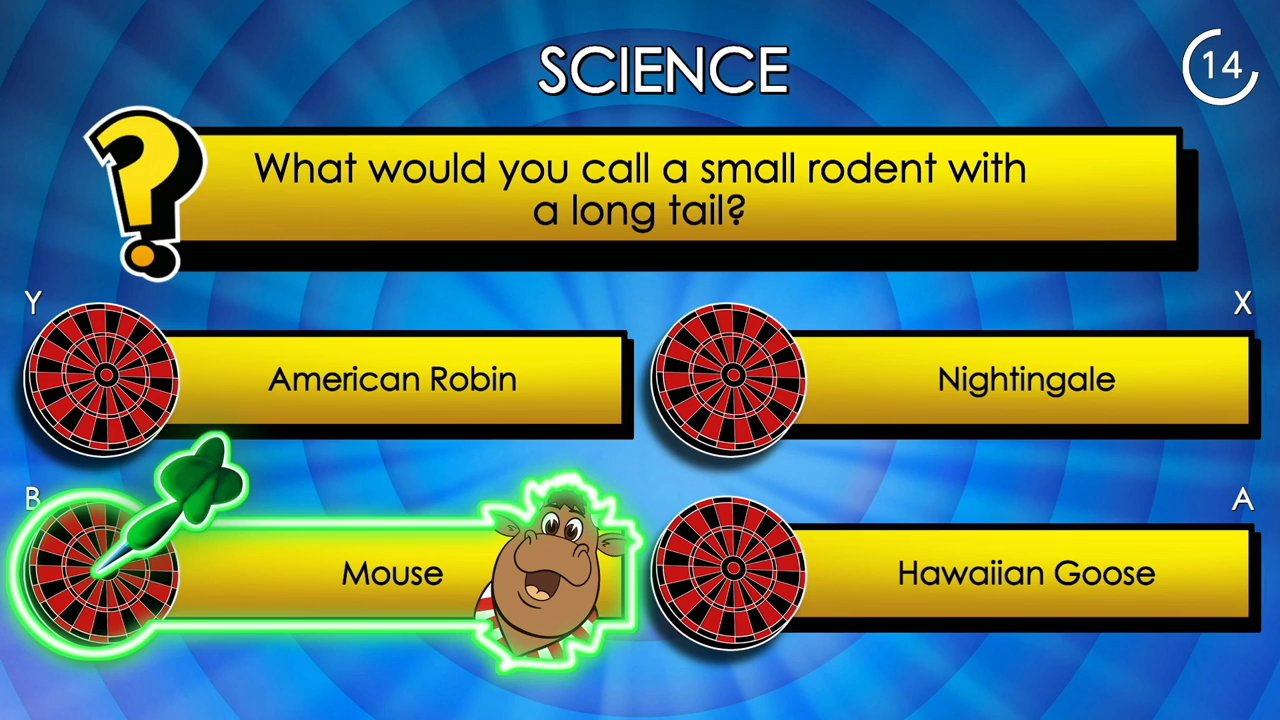 SCIENCE
14
What would you call a small rodent with
a long tail?
Y
X
American Robin
Nightingale
B
A
Mouse
Hawaiian Goose